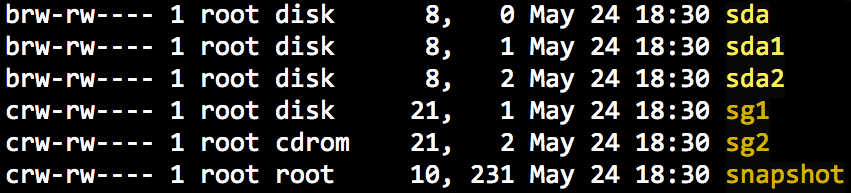 brw-rw---- 1 root disk 8, 0 May 24 18:30 sda
brw-rw---- 1 root disk 8, 1 May 24 18:30 sda1
brw-rw---- 1 root disk 8, 2 May 24 18:30 sda2
crw-rw---- 1 root disk 21, 1 May 24 18:30 sg1
crw-rw---- 1 root cdrom 21, 2 May 24 18:30 sg2
crw-rw---- 1 root root 10, 231 May 24 18:30 snapshot